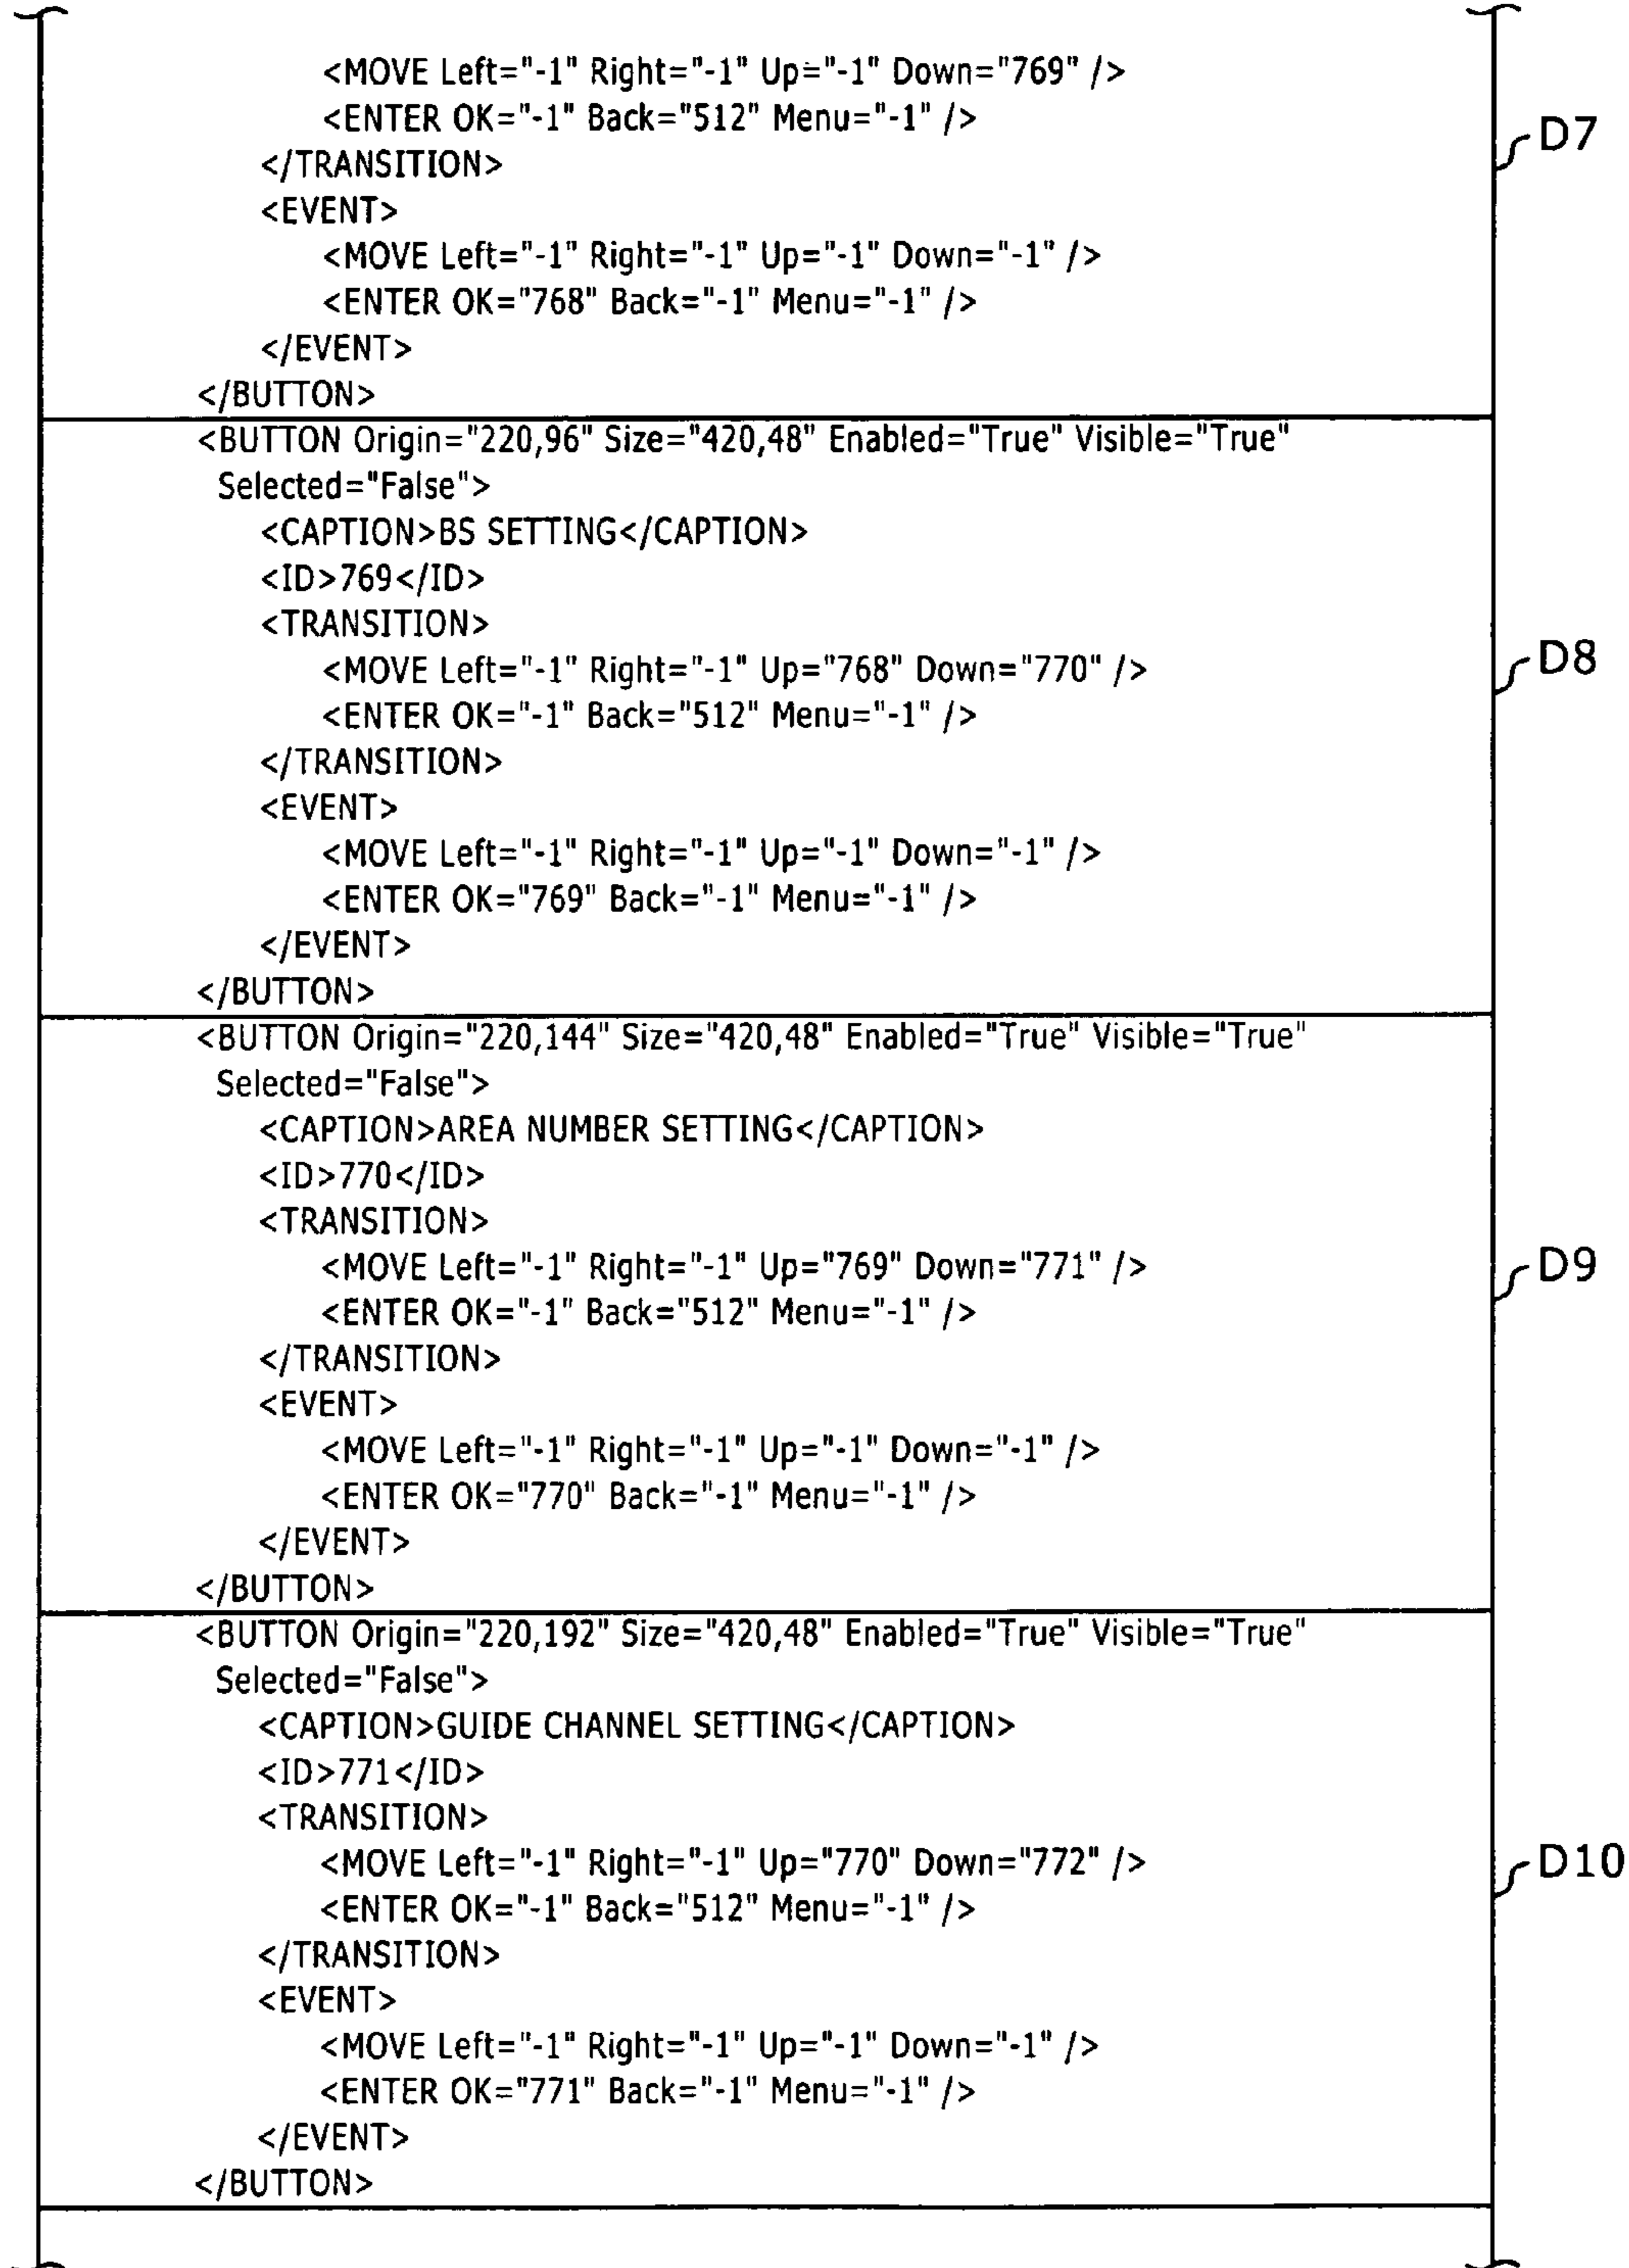 <MOVE Left="-1" Right="-1" Up="-1" Down="769" />
<ENTER OK="-1" Back="512" Menu="-1" />
</TRANSITION>
<EVENT>
<MOVE Left="-1" Right="-1" Up="-1" Down="-1" />
<ENTER OK="768" Back="-1" Menu="-1" />
</EVENT>
</BUTTON>
D7
<BUTTON Origin="220,96" Size="420,48" Enabled="True" Visible="True"
Selected="False">
<CAPTION>BS SETTING</CAPTION>
<ID>769</ID>
<TRANSITION>
<MOVE Left="-1" Right="-1" Up="768" Down="770" />
<ENTER OK="-1" Back="512" Menu="-1" />
</TRANSITION>
<EVENT>
<MOVE Left="-1" Right="-1" Up="-1" Down="-1" />
<ENTER OK="769" Back="-1" Menu="-1" />
</EVENT>
</BUTTON>
D8
<BUTTON Origin="220,144" Size="420,48" Enabled="True" Visible="True"
Selected="False">
<CAPTION>AREA NUMBER SETTING</CAPTION>
<ID>770</ID>
<TRANSITION>
<MOVE Left="-1" Right="-1" Up="769" Down="771" />
<ENTER OK="-1" Back="512" Menu="-1" />
</TRANSITION>
<EVENT>
<MOVE Left="-1" Right="-1" Up="-1" Down="-1" />
<ENTER OK="770" Back="-1" Menu="-1" />
</EVENT>
</BUTTON>
D9
<BUTTON Origin="220,192" Size="420,48" Enabled="True" Visible="True"
Selected="False">
<CAPTION>GUIDE CHANNEL SETTING</CAPTION>
<ID>771</ID>
<TRANSITION>
<MOVE Left="-1" Right="-1" Up="770" Down="772" />
<ENTER OK="-1" Back="512" Menu="-1" />
</TRANSITION>
<EVENT>
<MOVE Left="-1" Right="-1" Up="-1" Down="-1" />
<ENTER OK="771" Back="-1" Menu="-1" />
</EVENT>
</BUTTON>
D10